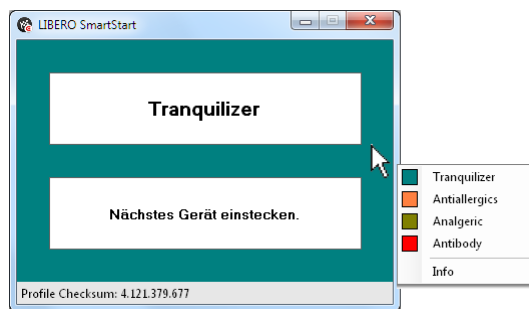 LIBERO SmartStart
Tranquilizer
Nächstes Gerät einstecken.
Tranquilizer
Antiallergics
Analgeric
Antibody
Info
Profile Checksum: 4.121.379.677